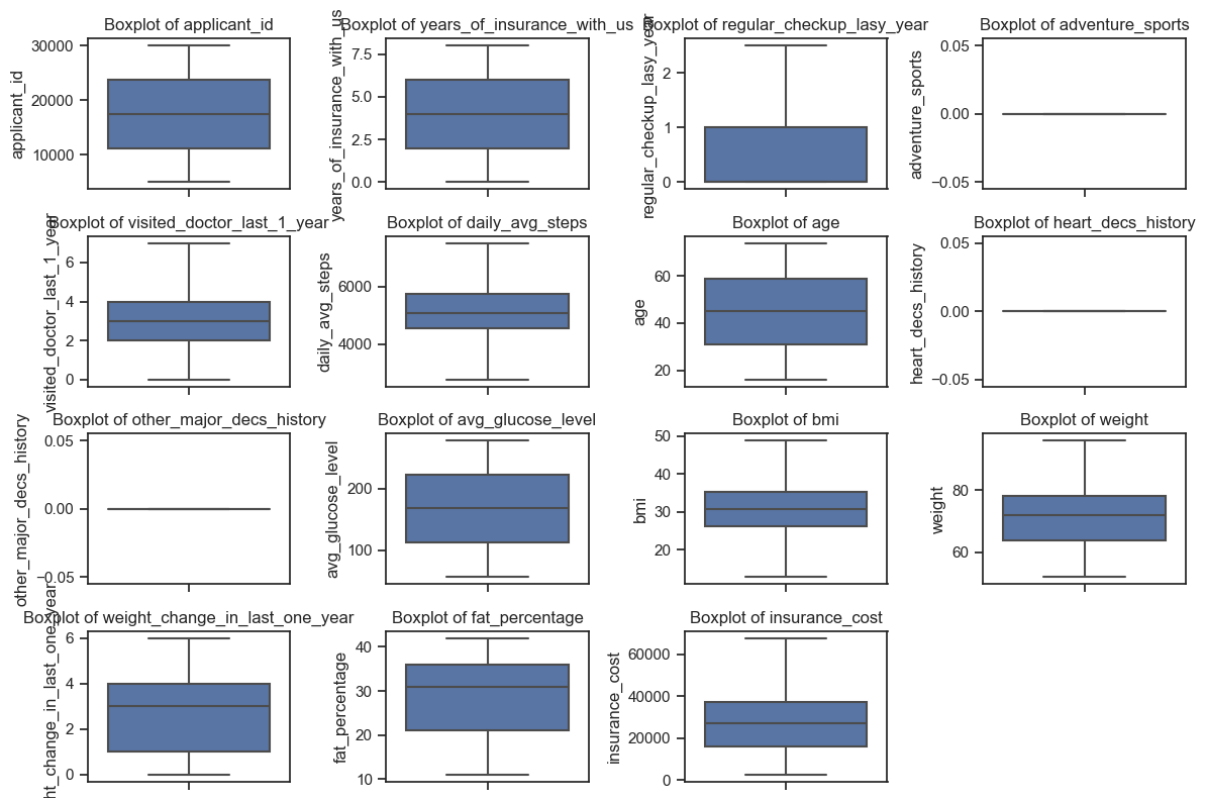 Boxplot of applicant_id
applicant_id
30000
20000
10000
Boxplot of years_of_insurance_with_us
years_of_insurance_with_us
7.5
5.0
2.5
0.0
Boxplot of regular_checkup_lasy_year
regular_checkup_lasy_year
2
1
0
Boxplot of adventure_sports
adventure_sports
0.05
0.00
−0.05
Boxplot of visited_doctor_last_1_year
visited_doctor_last_1_year
6
4
2
0
Boxplot of daily_avg_steps
daily_avg_steps
6000
4000
Boxplot of age
age
60
40
20
Boxplot of heart_decs_history
heart_decs_history
0.05
0.00
−0.05
Boxplot of other_major_decs_history
other_major_decs_history
0.05
0.00
−0.05
Boxplot of avg_glucose_level
avg_glucose_level
200
100
Boxplot of bmi
bmi
50
40
30
20
Boxplot of weight
weight
80
60
Boxplot of weight_change_in_last_one_year
ht_change_in_last_one_year
6
4
2
0
Boxplot of fat_percentage
fat_percentage
40
30
20
10
Boxplot of insurance_cost
insurance_cost
60000
40000
20000
0